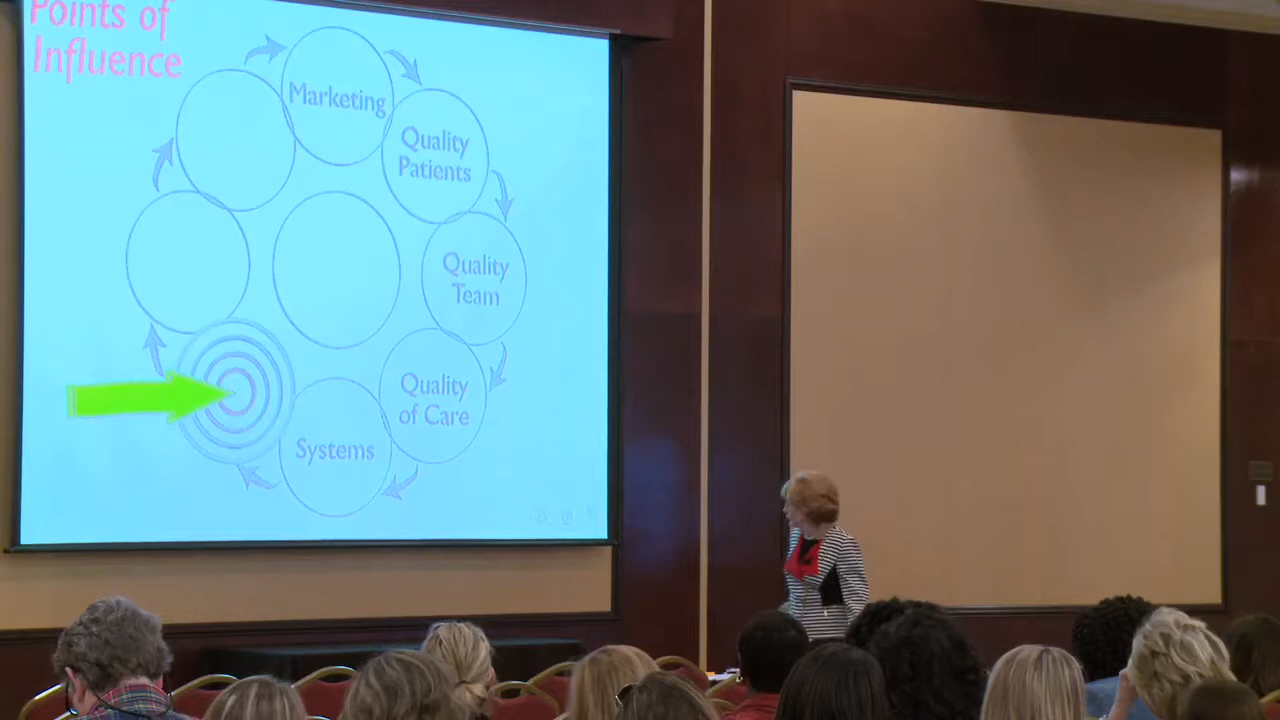 Points of
Influence
Marketing
Quality
Patients
Quality
Team
Quality
of Care
Systems